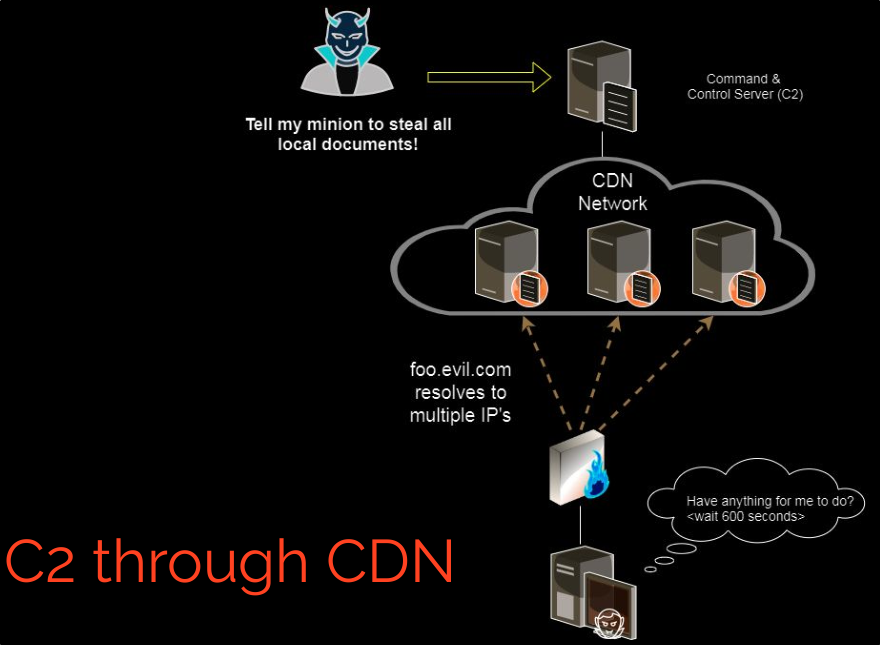 Tell my minion to steal all
local documents!
Command &
Control Server (C2)
CDN
Network
foo.evil.com
resolves to
multiple IP's
Have anything for me to do?
<wait 600 seconds>
C2 through CDN